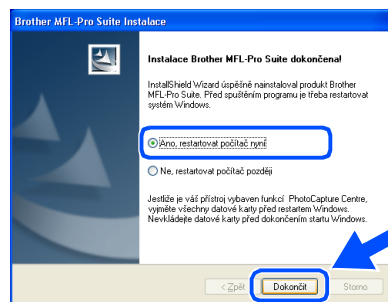 Brother MFL-Pro Suite Instalace
Instalace Brother MFL-Pro Suite dokončena!
InstallShield Wizard úspěšně nainstaloval produkt Brother
MFL-Pro Suite. Před spuštěním programu je třeba restartovat
systém Windows.
Ano, restartovat počítač nyní
Ne, restartovat počítač později
Jestliže je váš přístroj vybaven funkcí PhotoCapture Centre,
vyjměte všechny datové karty před restartem Windows.
Nevkládejte datové karty před dokončením startu Windows.
< Zpět
Dokončit
Storno